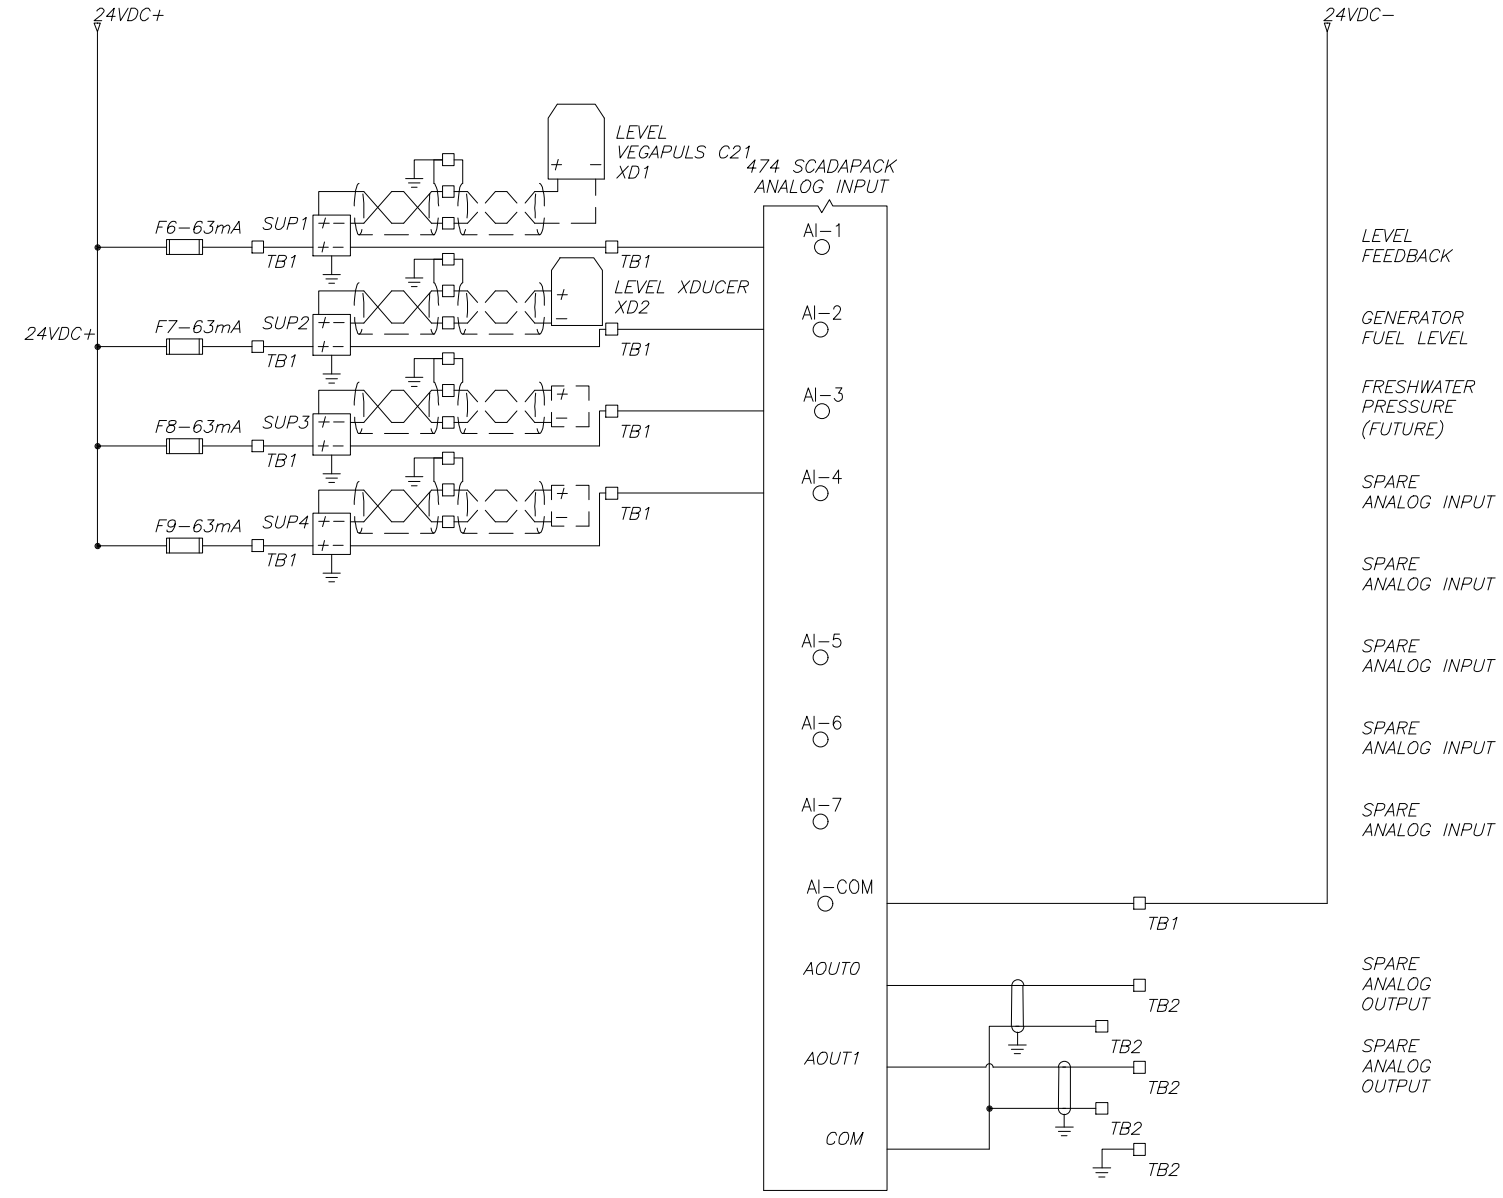 24VDC+
24VDC-
LEVEL
VEGAPULS C21
XD1
474 SCADAPACK
ANALOG INPUT
F6-63mA
SUP1
TB1
+ -
+ -
+ -
TB1
AI-1
LEVEL
FEEDBACK
24VDC+
F7-63mA
SUP2
TB1
+ -
+ -
+
-
LEVEL XDUCER
XD2
TB1
AI-2
GENERATOR
FUEL LEVEL
F8-63mA
SUP3
TB1
+ -
+ -
+
-
TB1
AI-3
FRESHWATER
PRESSURE
(FUTURE)
F9-63mA
SUP4
TB1
+ -
+ -
+
-
TB1
AI-4
SPARE
ANALOG INPUT
SPARE
ANALOG INPUT
AI-5
SPARE
ANALOG INPUT
AI-6
SPARE
ANALOG INPUT
AI-7
SPARE
ANALOG INPUT
AI-COM
TB1
AOUT0
TB2
SPARE
ANALOG
OUTPUT
TB2
AOUT1
TB2
SPARE
ANALOG
OUTPUT
TB2
COM
TB2